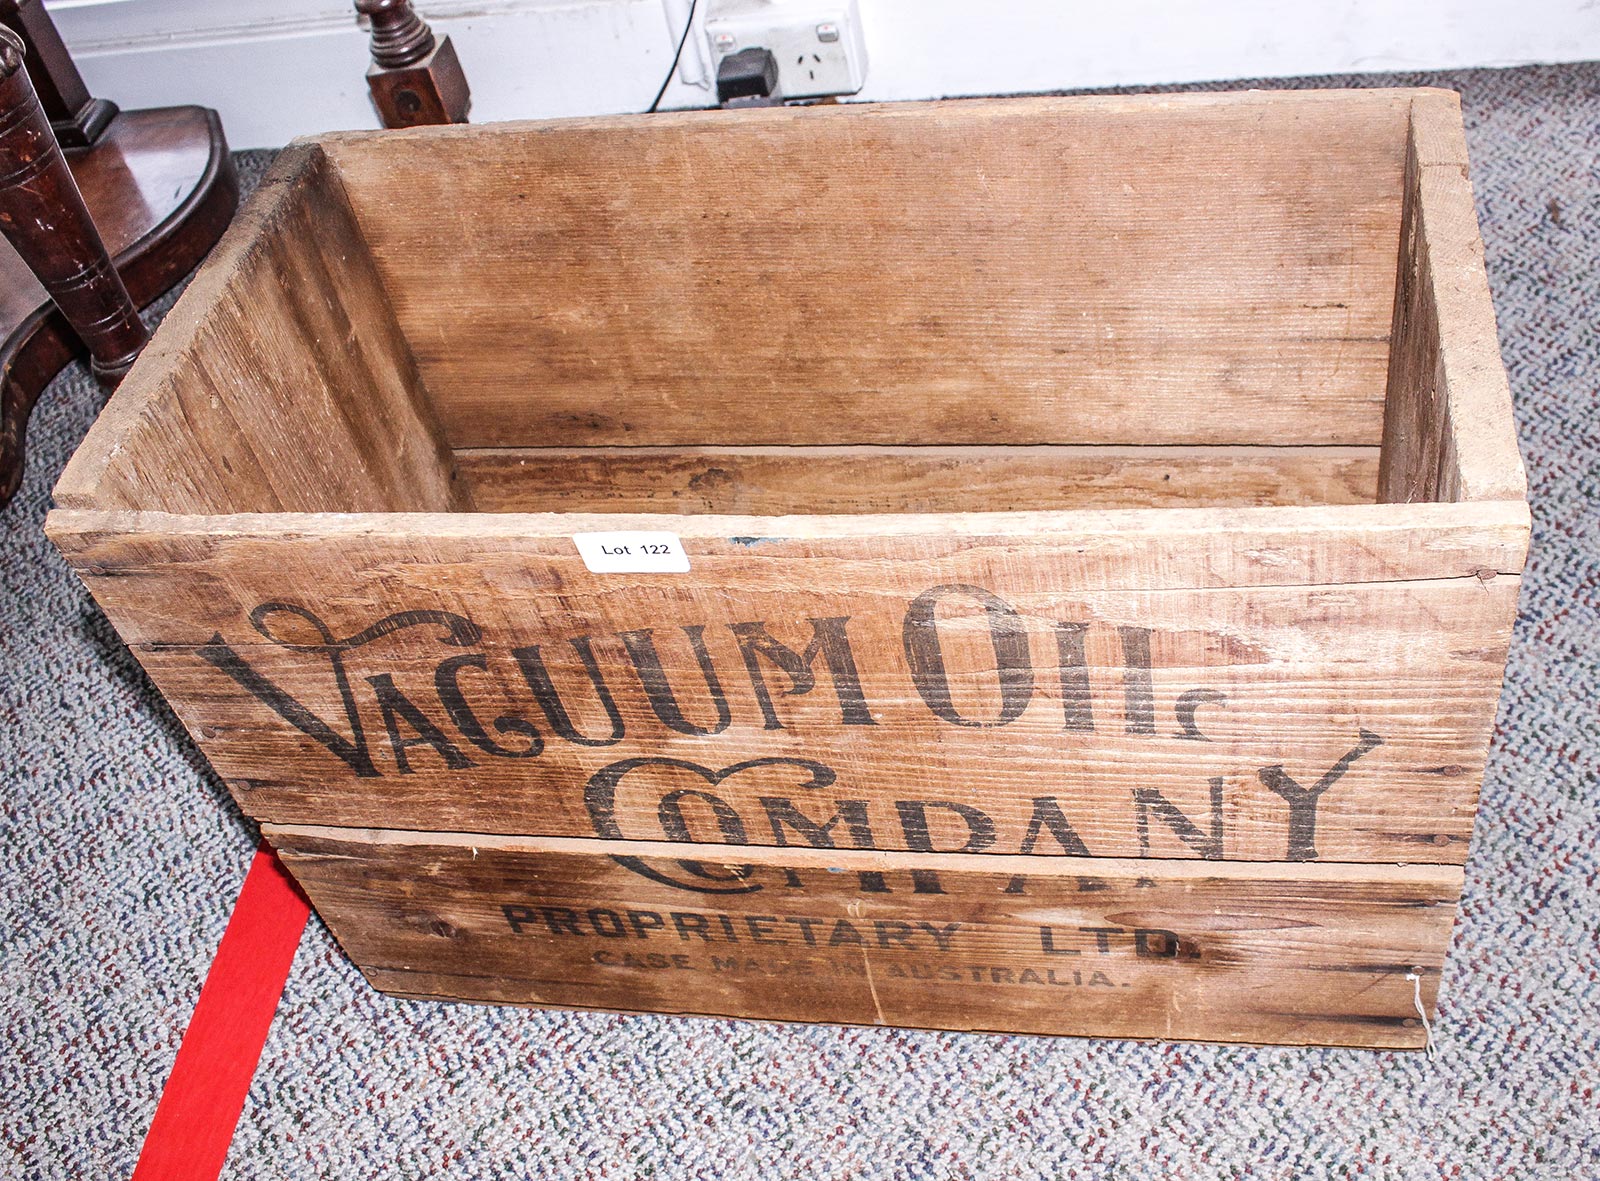 Lot 122
VACUUM OIL
COMPANY
PROPRIETARY LTD.
CASE MADE IN AUSTRALIA.